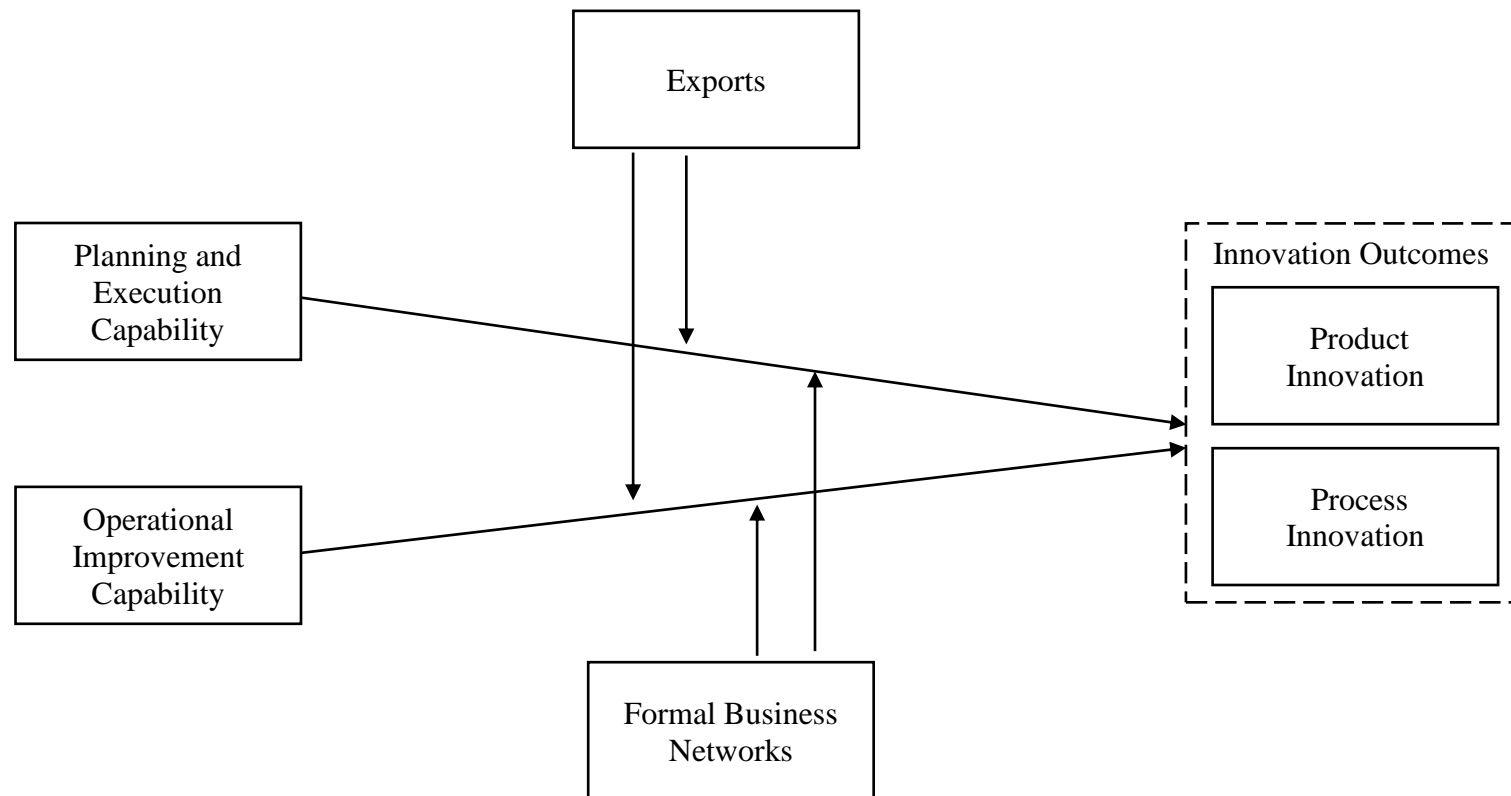 Exports
Planning and
Execution
Capability
Innovation Outcomes
Product
Innovation
Operational
Improvement
Capability
Process
Innovation
Formal Business
Networks